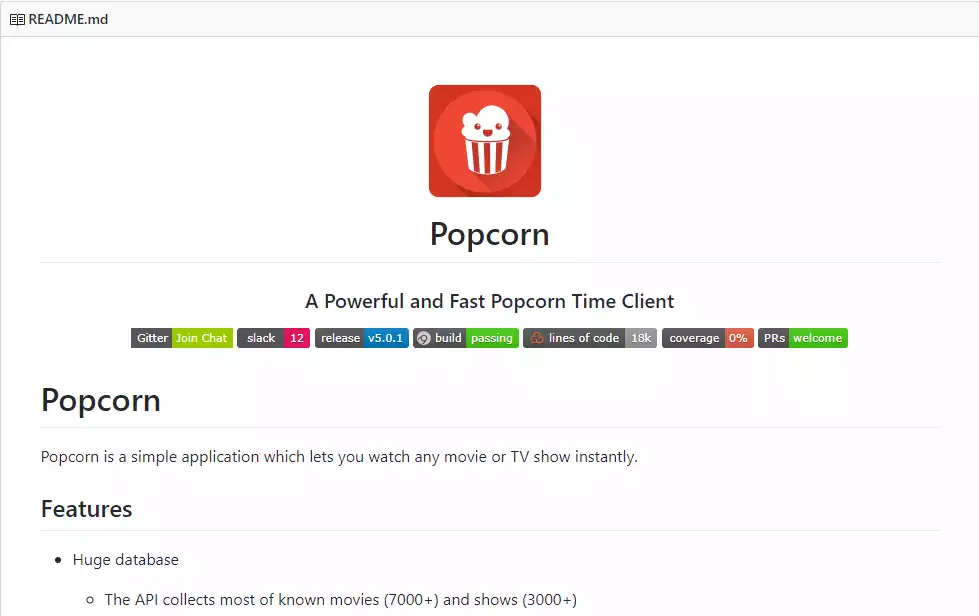 README.md
Popcorn
A Powerful and Fast Popcorn Time Client
Gitter Join Chat slack 12 release v5.0.1 build passing lines of code 18k coverage 0% PRs welcome
Popcorn
Popcorn is a simple application which lets you watch any movie or TV show instantly.
Features
Huge database
The API collects most of known movies (7000+) and shows (3000+)